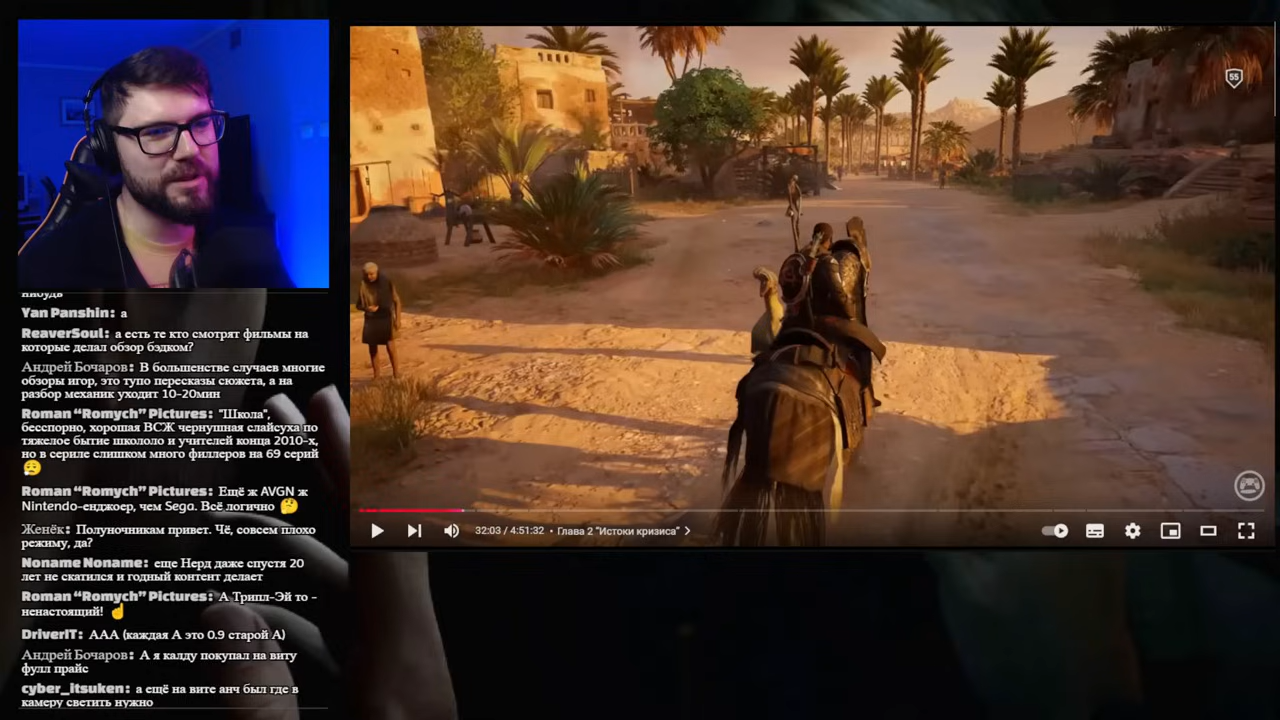 нибудь
Yan Panshin: а
ReaverSoul: а есть те кто смотрят фильмы на
которые делал обзор бэдком?
Андрей Бочаров: В большенстве случаев многие
обзоры игор, это тупо пересказы сюжета, а на
разбор механик уходит 10-20мин
Roman “Romych” Pictures: "Школа",
бесспорно, хорошая ВСЖ чернушная слайсуха по
тяжелое бытие школоло и учителей конца 2010-х,
но в сериле слишком много филлеров на 69 серий
😮‍💨
Roman “Romych” Pictures: Ещё ж AVGN ж
Nintendo-енджоер, чем Sega. Всё логично 🤔
Женёк: Полуночникам привет. Чё, совсем плохо
режиму, да?
Noname Noname: еще Нерд даже спустя 20
лет не скатился и годный контент делает
Roman “Romych” Pictures: А Трипл-Эй то -
ненастоящий! ☝
DriverIT: ААА (каждая А это 0.9 старой А)
Андрей Бочаров: А я калду покупал на виту
фулл прайс
cyber_itsuken: а ещё на вите анч был где в
камеру светить нужно
55
32:03 / 4:51:32 • Глава 2 “Истоки кризиса” >